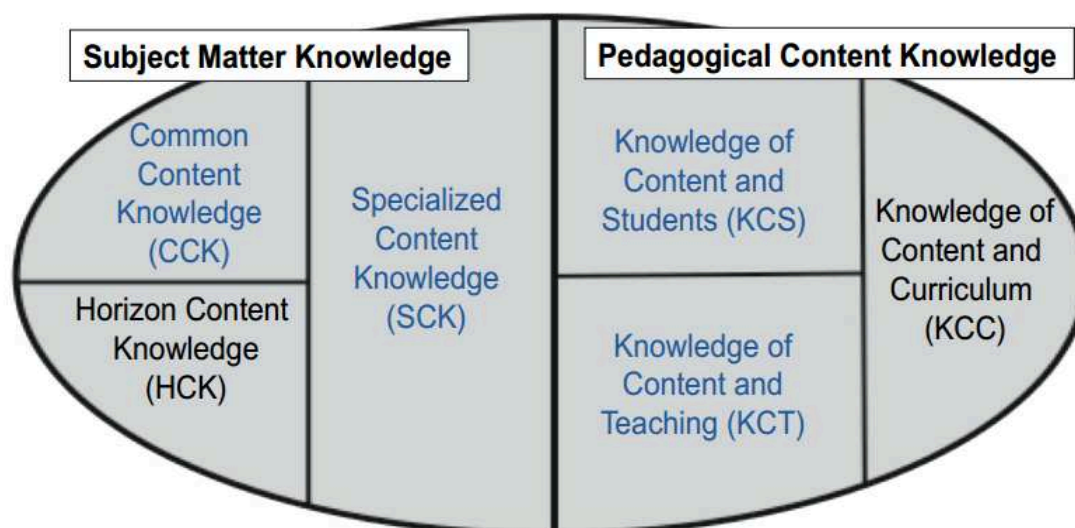 Subject Matter Knowledge
Pedagogical Content Knowledge
Common
Content
Knowledge
(CCK)
Horizon Content
Knowledge
(HCK)
Specialized
Content
Knowledge
(SCK)
Knowledge of
Content and
Students (KCS)
Knowledge of
Content and
Teaching (KCT)
Knowledge of
Content and
Curriculum
(KCC)